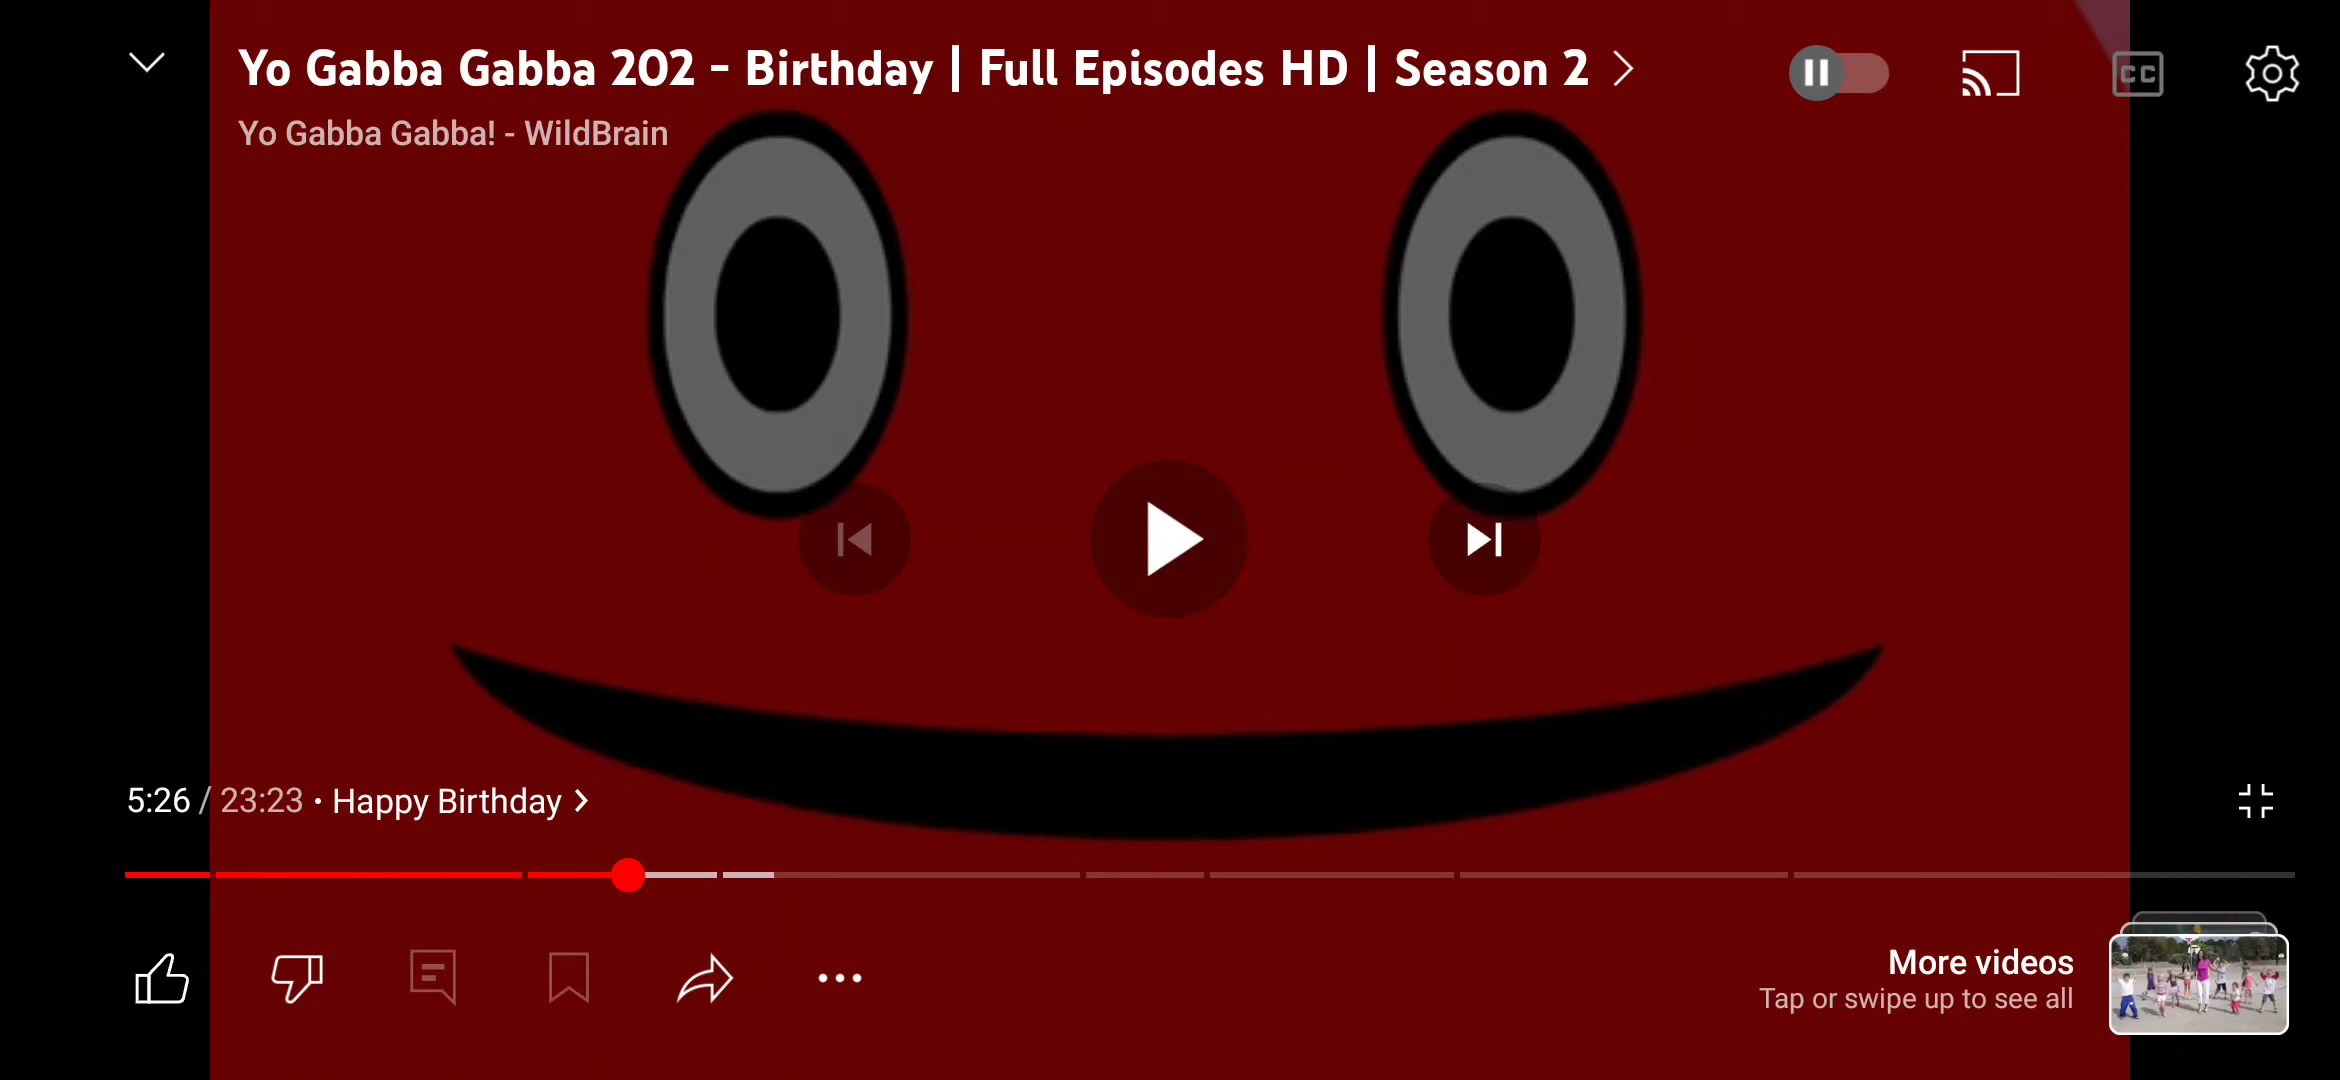 Yo Gabba Gabba 202 - Birthday | Full Episodes HD | Season 2
Yo Gabba Gabba! - WildBrain
CC
5:26 / 23:23 • Happy Birthday
More videos
Tap or swipe up to see all